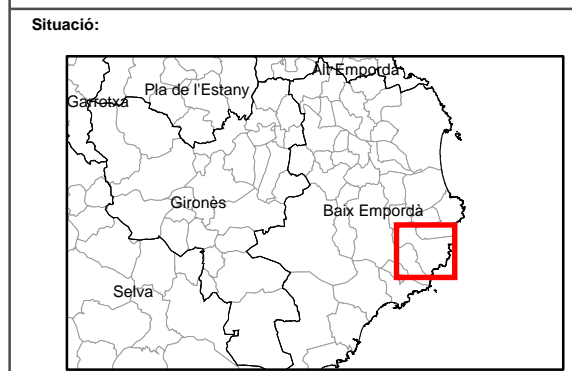 Situació:
Alt Empordà
Pla de l'Estany
Garrotxa
Gironès
Baix Empordà
Selva